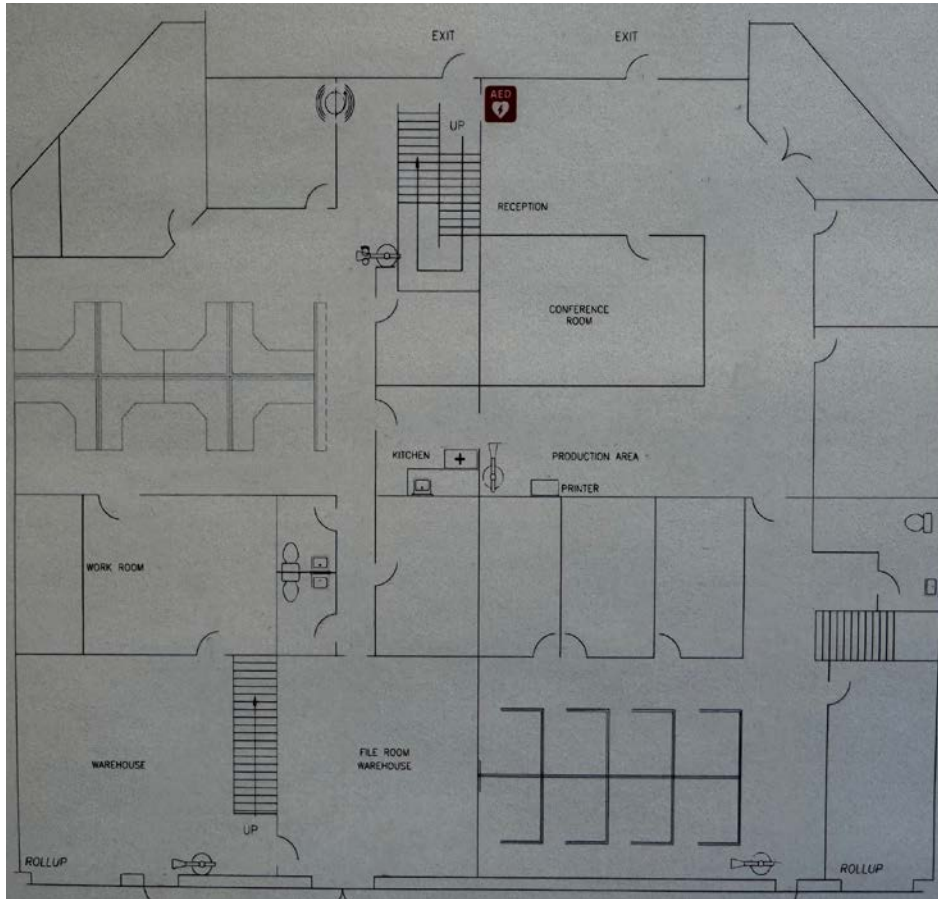 EXIT
EXIT
AED
UP
RECEPTION
CONFERENCE
ROOM
KITCHEN
PRODUCTION AREA
PRINTER
WORK ROOM
FILE ROOM
WAREHOUSE
WAREHOUSE
UP
ROLLUP
ROLLUP